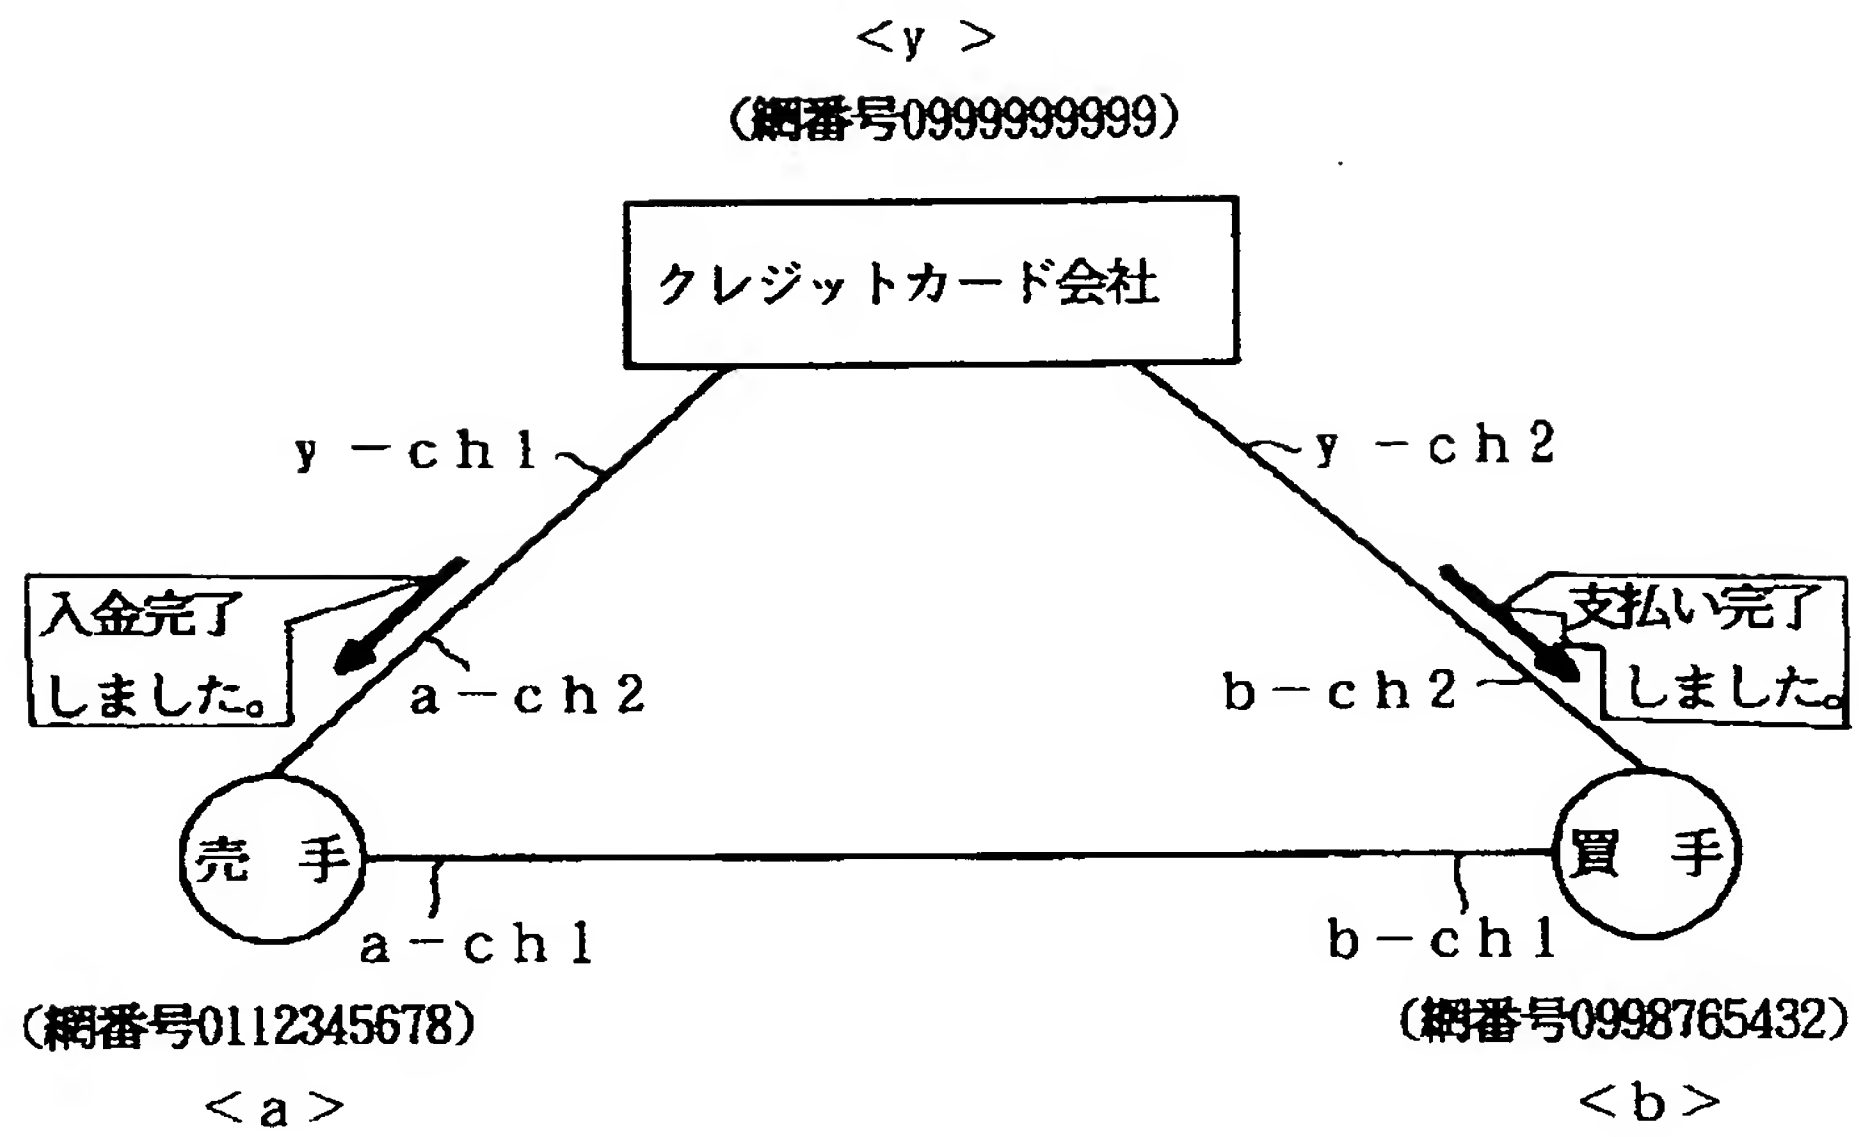 <y>
(網番号0999999999)
クレジットカード会社
y-ch1
y-ch2
入金完了
しました。
支払い完了
しました。
a-ch2
b-ch2
売手
買手
a-ch1
b-ch1
(網番号0112345678)
(網番号0998765432)
<a>
<b>